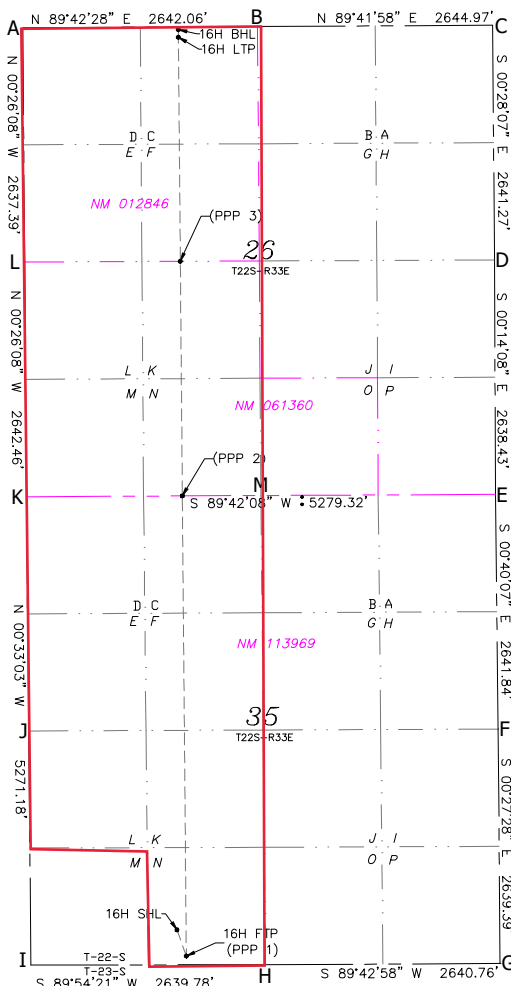 A N 89°42'28" E 2642.06' B N 89°41'58" E 2644.97' C
16H BHL
16H LTP
N 00°26'08" W 2637.39'
S 00°28'07" E 2641.27'
D C
E F
B A
G H
NM 012846
(PPP 3)
26
T22S-R33E
L
D
N 00°26'08" W 2642.46'
S 00°14'08" E 2638.43'
L K
M N
J I
O P
NM 061360
(PPP 2)
K
M
E
S 89°42'08" W 5279.32'
N 00°33'03" W 5271.18'
S 00°40'07" E 2641.84'
D C
E F
B A
G H
NM 113969
35
T22S-R33E
J
F
S 00°27'28" E 2639.39
L K
M N
J I
O P
16H SHL
16H FTP
(PPP 1)
I
T-22-S
T-23-S
H
G
S 89°54'21" W 2639.78'
S 89°42'58" W 2640.76'